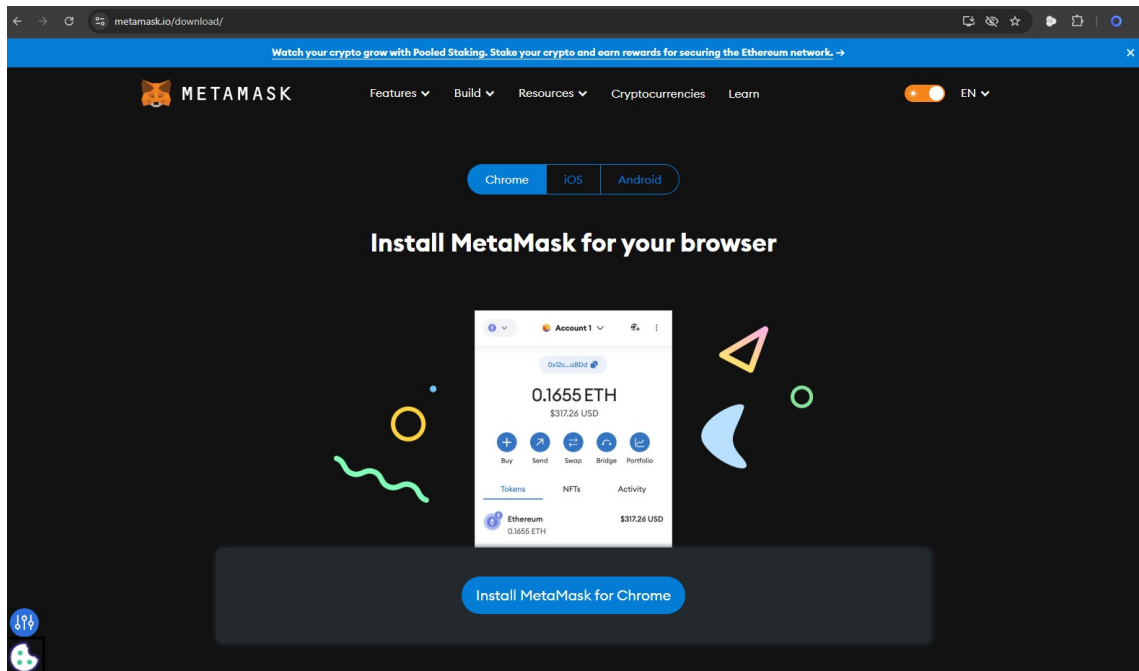 metamask.io/download/
Watch your crypto grow with Pooled Staking. Stake your crypto and earn rewards for securing the Ethereum network. →
METAMASK Features Build Resources Cryptocurrencies Learn EN
Chrome iOS Android
Install MetaMask for your browser
Account 1
0x12c...aBDd
0.1655 ETH
$317.26 USD
Buy Send Swap Bridge Portfolio
Tokens NFTs Activity
Ethereum $317.26 USD
0.1655 ETH
Install MetaMask for Chrome